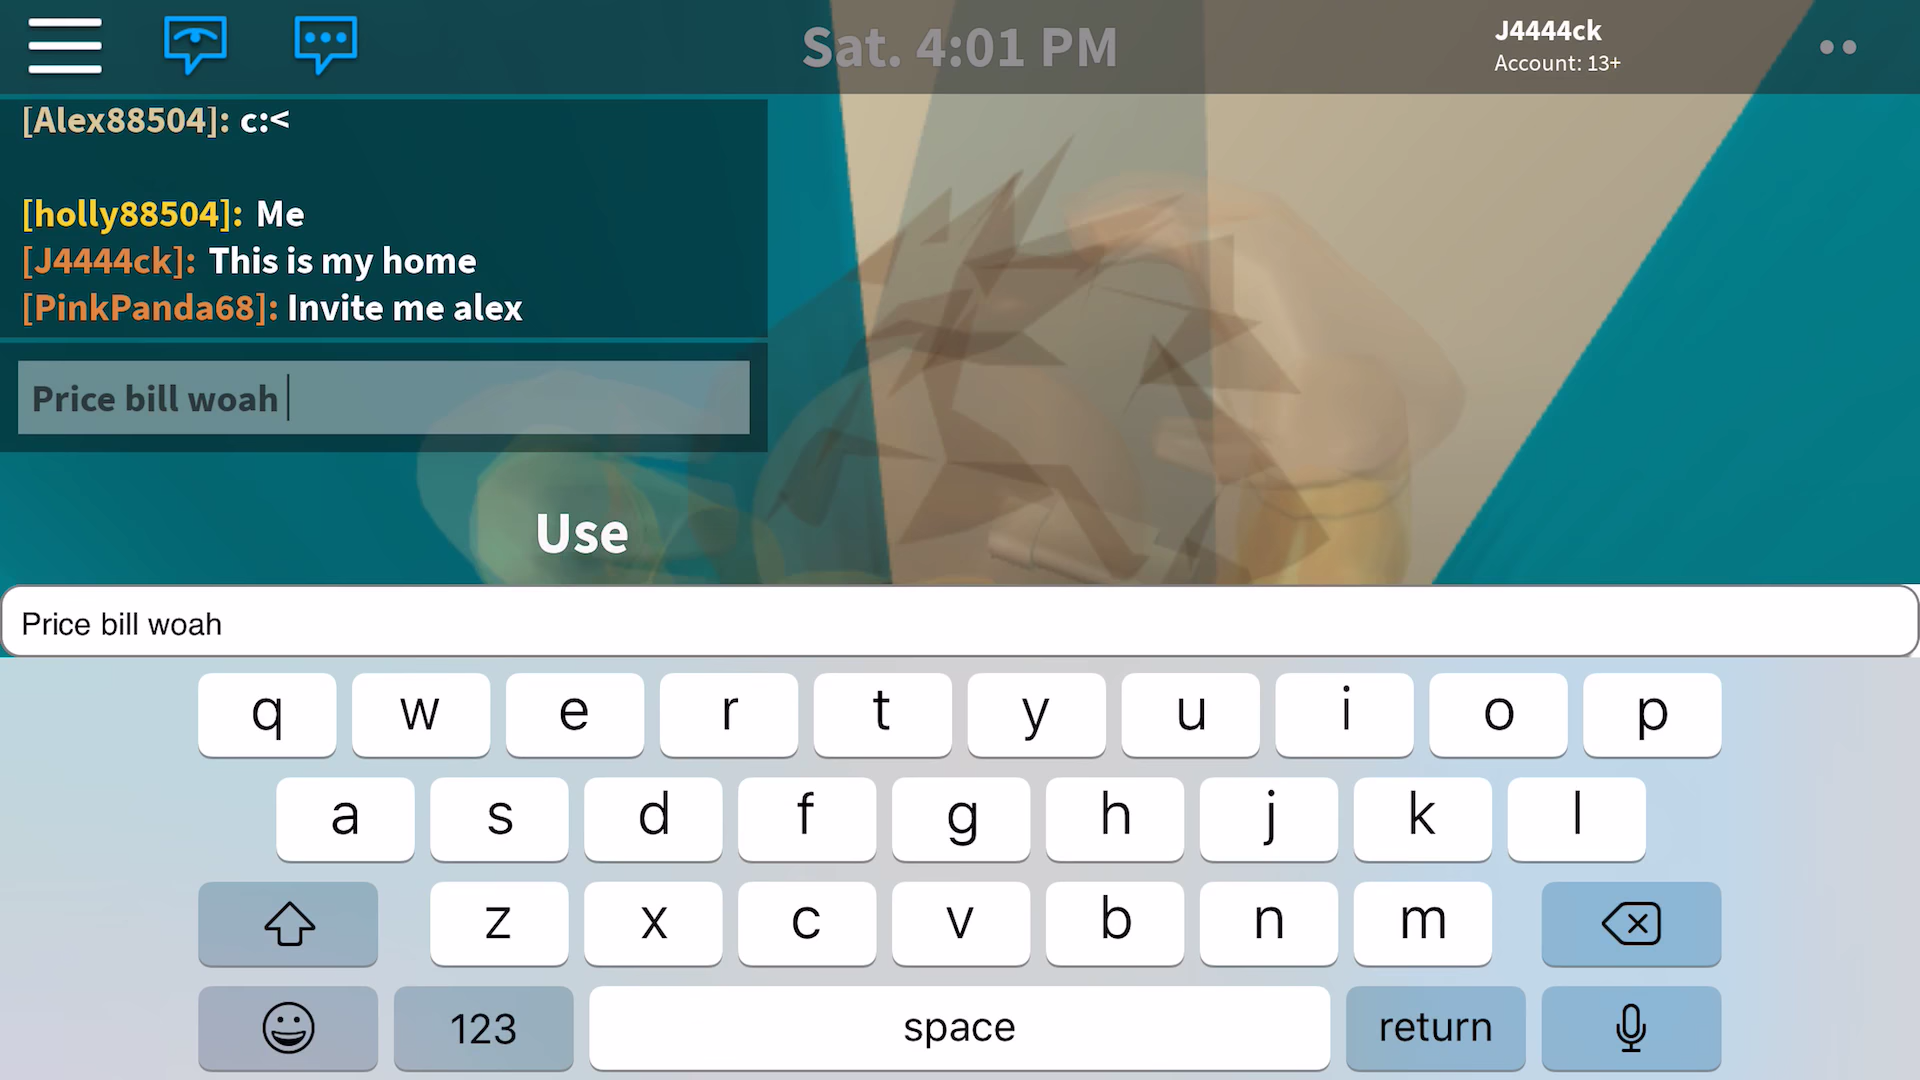 Sat. 4:01 PM
J4444ck
Account: 13+
[Alex88504]: c:<
[holly88504]: Me
[J4444ck]: This is my home
[PinkPanda68]: Invite me alex
Price bill woah
Use
Price bill woah
q w e r t y u i o p
a s d f g h j k l
z x c v b n m
123 space return